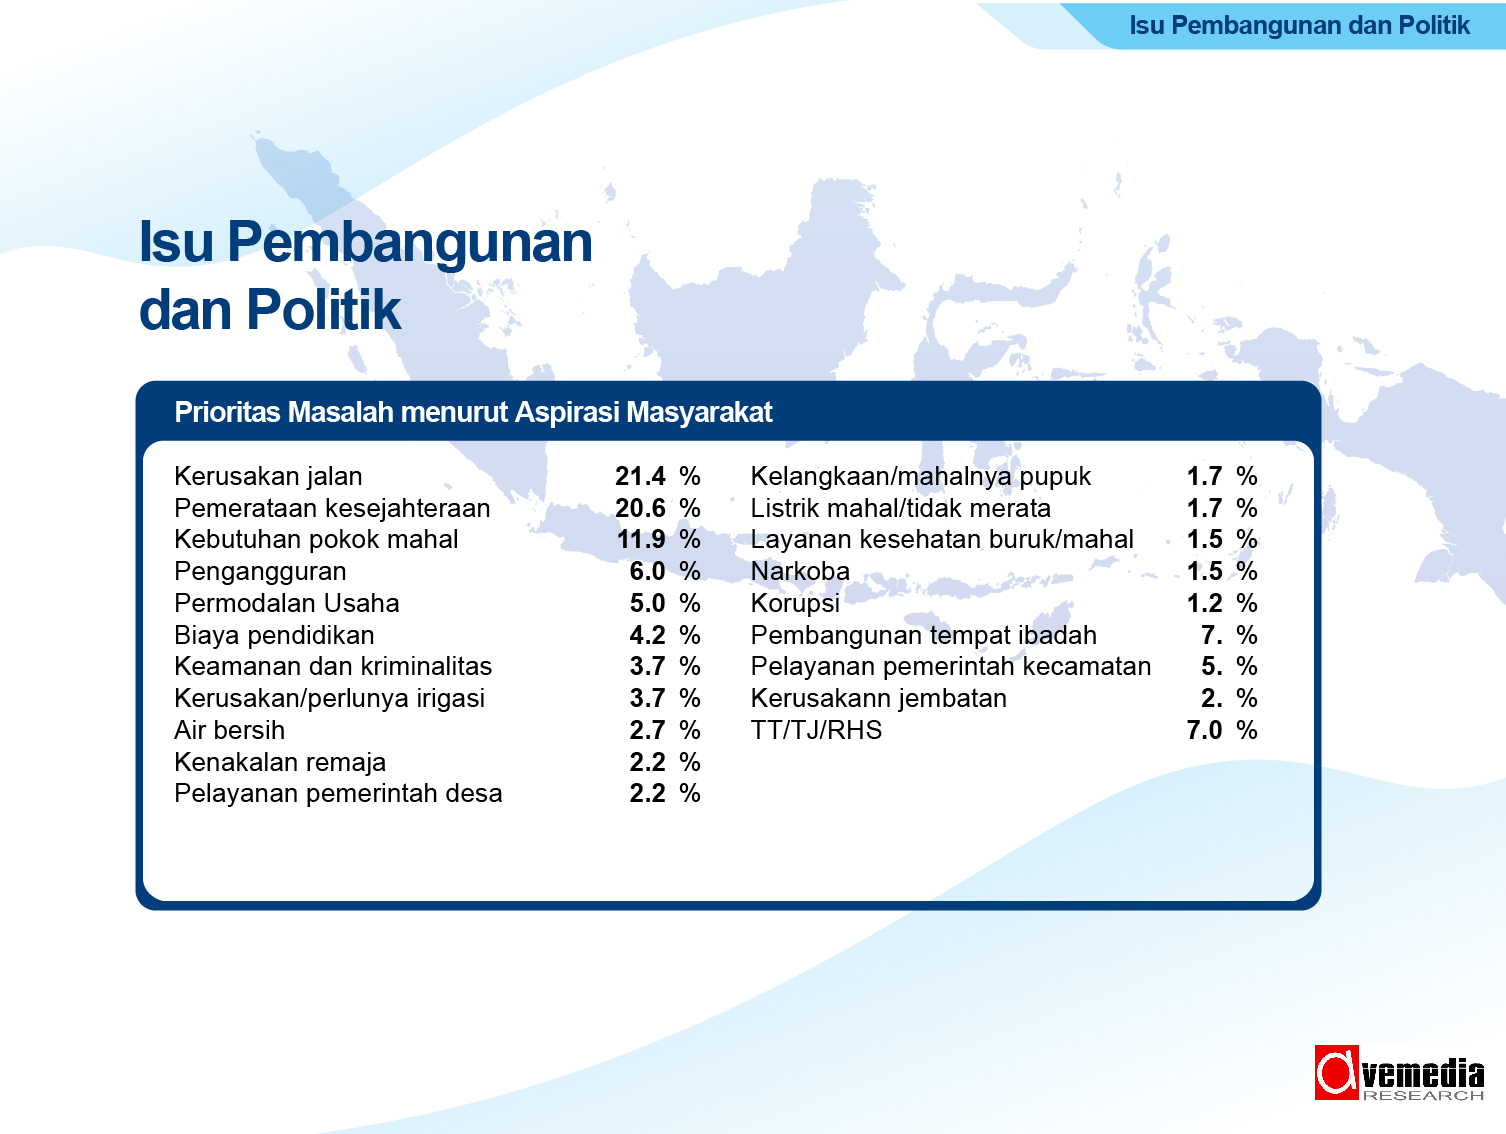 Isu Pembangunan dan Politik
Isu Pembangunan
dan Politik
Prioritas Masalah menurut Aspirasi Masyarakat
Kerusakan jalan 21.4 %
Pemerataan kesejahteraan 20.6 %
Kebutuhan pokok mahal 11.9 %
Pengangguran 6.0 %
Permodalan Usaha 5.0 %
Biaya pendidikan 4.2 %
Keamanan dan kriminalitas 3.7 %
Kerusakan/perlunya irigasi 3.7 %
Air bersih 2.7 %
Kenakalan remaja 2.2 %
Pelayanan pemerintah desa 2.2 %
Kelangkaan/mahalnya pupuk 1.7 %
Listrik mahal/tidak merata 1.7 %
Layanan kesehatan buruk/mahal 1.5 %
Narkoba 1.5 %
Korupsi 1.2 %
Pembangunan tempat ibadah 7. %
Pelayanan pemerintah kecamatan 5. %
Kerusakann jembatan 2. %
TT/TJ/RHS 7.0 %
avemedia
RESEARCH